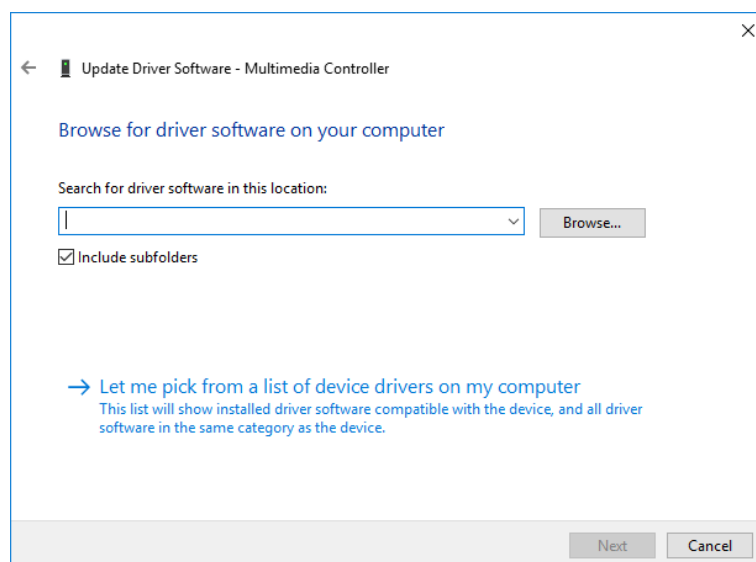 Update Driver Software - Multimedia Controller
Browse for driver software on your computer
Search for driver software in this location:
Browse...
Include subfolders
Let me pick from a list of device drivers on my computer
This list will show installed driver software compatible with the device, and all driver
software in the same category as the device.
Next
Cancel